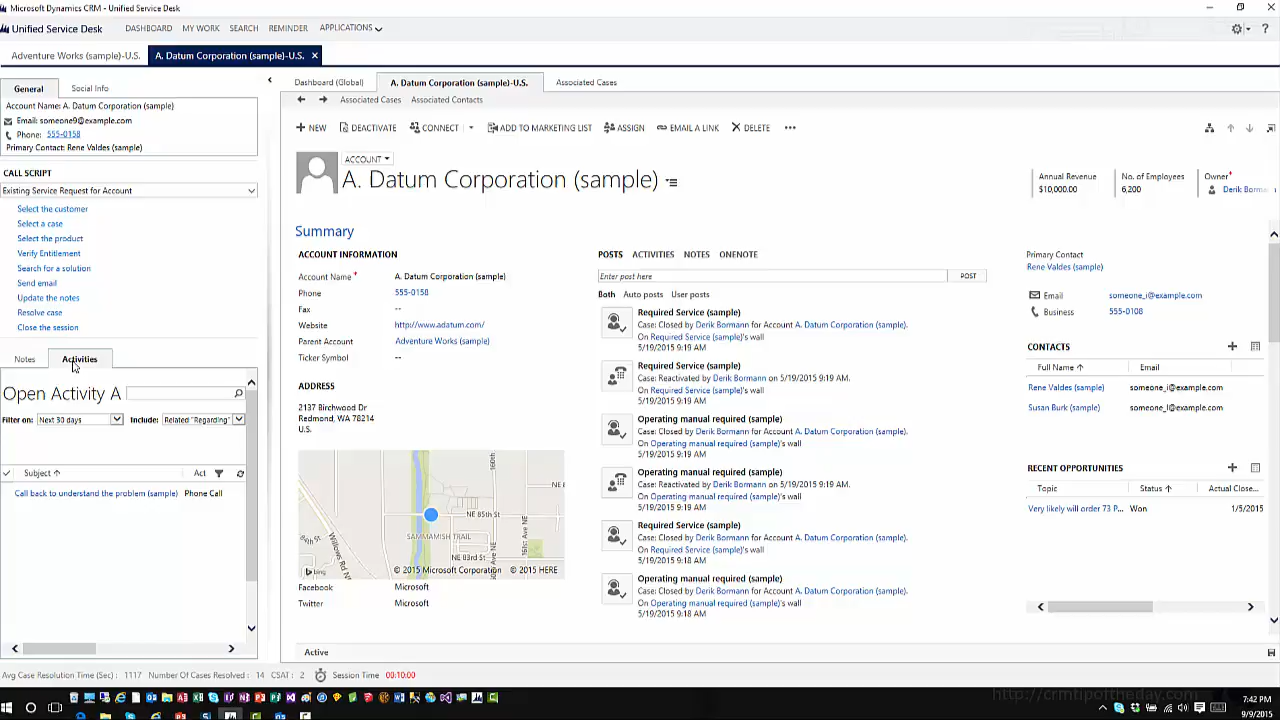 Microsoft Dynamics CRM - Unified Service Desk
Unified Service Desk
DASHBOARD MY WORK SEARCH REMINDER APPLICATIONS
Adventure Works (sample)-U.S. A. Datum Corporation (sample)-U.S. ×
General Social Info
Account Name: A. Datum Corporation (sample)
Email: someone9@example.com
Phone: 555-0158
Primary Contact: Rene Valdes (sample)
CALL SCRIPT
Existing Service Request for Account
Select the customer
Select a case
Select the product
Verify Entitlement
Search for a solution
Send email
Update the notes
Resolve case
Close the session
Notes Activities
Open Activity A
Filter on: Next 30 days Include: Related "Regarding"
Subject Act
Call back to understand the problem (sample) Phone Call
Dashboard (Global) A. Datum Corporation (sample)-U.S. Associated Cases
Associated Cases Associated Contacts
NEW DEACTIVATE CONNECT ADD TO MARKETING LIST ASSIGN EMAIL A LINK DELETE
ACCOUNT
A. Datum Corporation (sample)
Annual Revenue
$10,000.00
No. of Employees
6,200
Owner*
Derik Borman
Summary
ACCOUNT INFORMATION
Account Name * A. Datum Corporation (sample)
Phone 555-0158
Fax --
Website http://www.adatum.com/
Parent Account Adventure Works (sample)
Ticker Symbol --
ADDRESS
2137 Birchwood Dr
Redmond, WA 78214
U.S.
160th
NE 85th St
SAMMAMISH TRAIL
NE 83rd St
161st Ave NE
Willows Rd
bing
© 2015 Microsoft Corporation © 2015 HERE
Facebook Microsoft
Twitter Microsoft
POSTS ACTIVITIES NOTES ONENOTE
Enter post here POST
Both Auto posts User posts
Required Service (sample)
Case: Closed by Derik Bormann for Account A. Datum Corporation (sample).
On Required Service (sample)'s wall
5/19/2015 9:19 AM
Required Service (sample)
Case: Reactivated by Derik Bormann on 5/19/2015 9:19 AM.
On Required Service (sample)'s wall
5/19/2015 9:19 AM
Operating manual required (sample)
Case: Closed by Derik Bormann for Account A. Datum Corporation (sample).
On Operating manual required (sample)'s wall
5/19/2015 9:19 AM
Operating manual required (sample)
Case: Reactivated by Derik Bormann on 5/19/2015 9:19 AM.
On Operating manual required (sample)'s wall
5/19/2015 9:19 AM
Required Service (sample)
Case: Closed by Derik Bormann for Account A. Datum Corporation (sample).
On Required Service (sample)'s wall
5/19/2015 9:18 AM
Operating manual required (sample)
Case: Closed by Derik Bormann for Account A. Datum Corporation (sample).
On Operating manual required (sample)'s wall
5/19/2015 9:18 AM
Primary Contact
Rene Valdes (sample)
Email someone_i@example.com
Business 555-0108
CONTACTS
Full Name Email
Rene Valdes (sample) someone_i@example.com
Susan Burk (sample) someone_l@example.com
RECENT OPPORTUNITIES
Topic Status Actual Close...
Very likely will order 73 P... Won 1/5/2015
Active
Avg Case Resolution Time (Sec) : 1117 Number Of Cases Resolved : 14 CSAT : 2 Session Time 00:10:00
http://crmtipoftheday.com
7:42 PM
9/9/2015